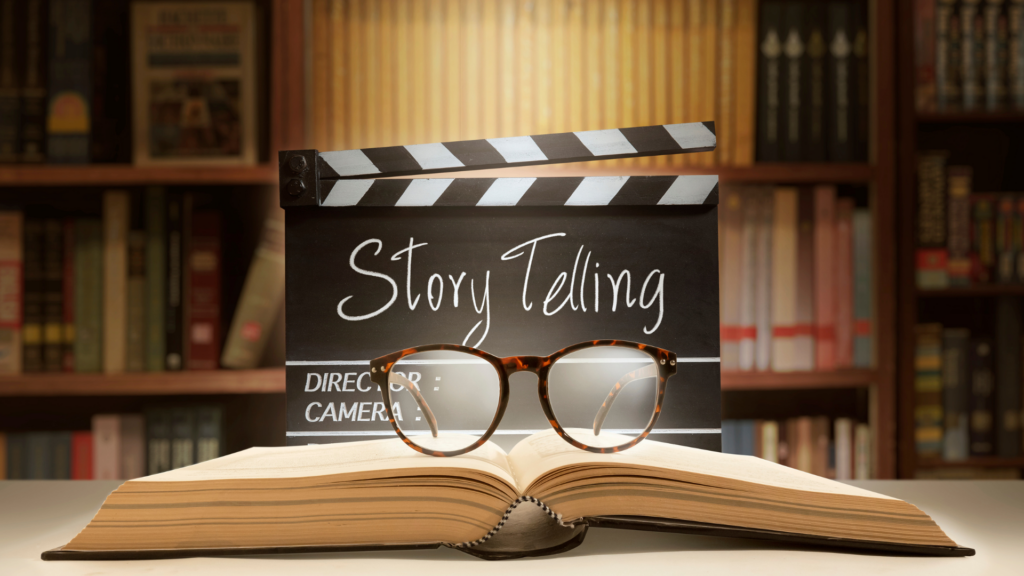 Story Telling
DIRECTOR :
CAMERA :